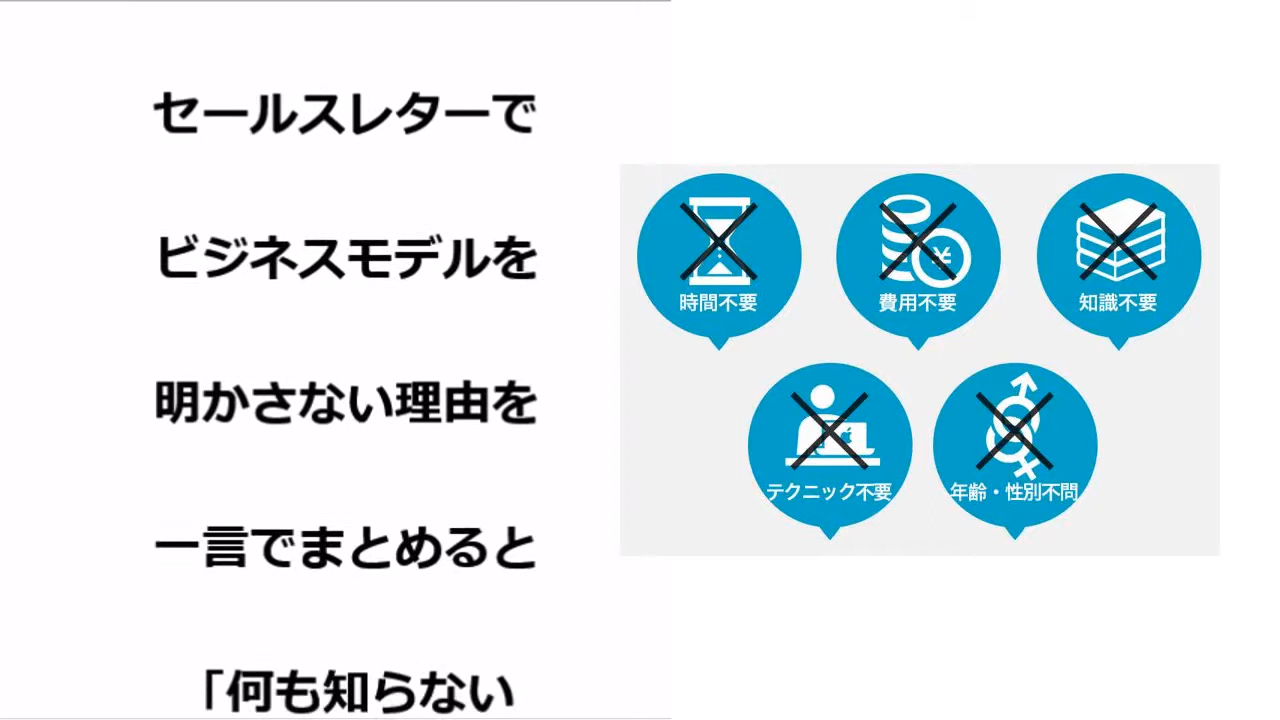 セールスレターで
ビジネスモデルを
明かさない理由を
一言でまとめると
「何も知らない
時間不要
費用不要
知識不要
テクニック不要
年齢・性別不問